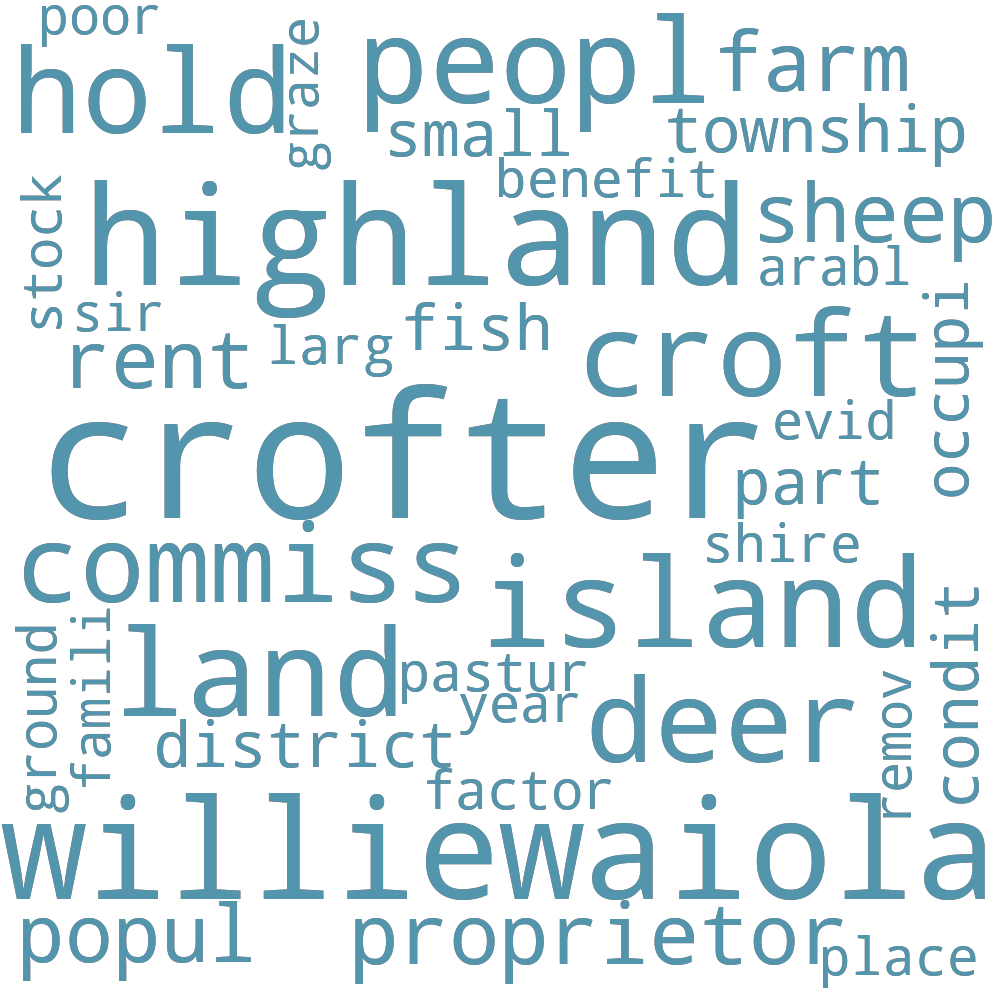 poor
hold
graze
peopl
farm
small
township
benefit
stock
highland
sheep
arabl
sir
rent
larg
fish
croft
occupi
crofter
evid
part
commiss
shire
island
ground
famili
land
pastur
year
district
deer
remov
condit
factor
williewaiola
popul
proprietor
place